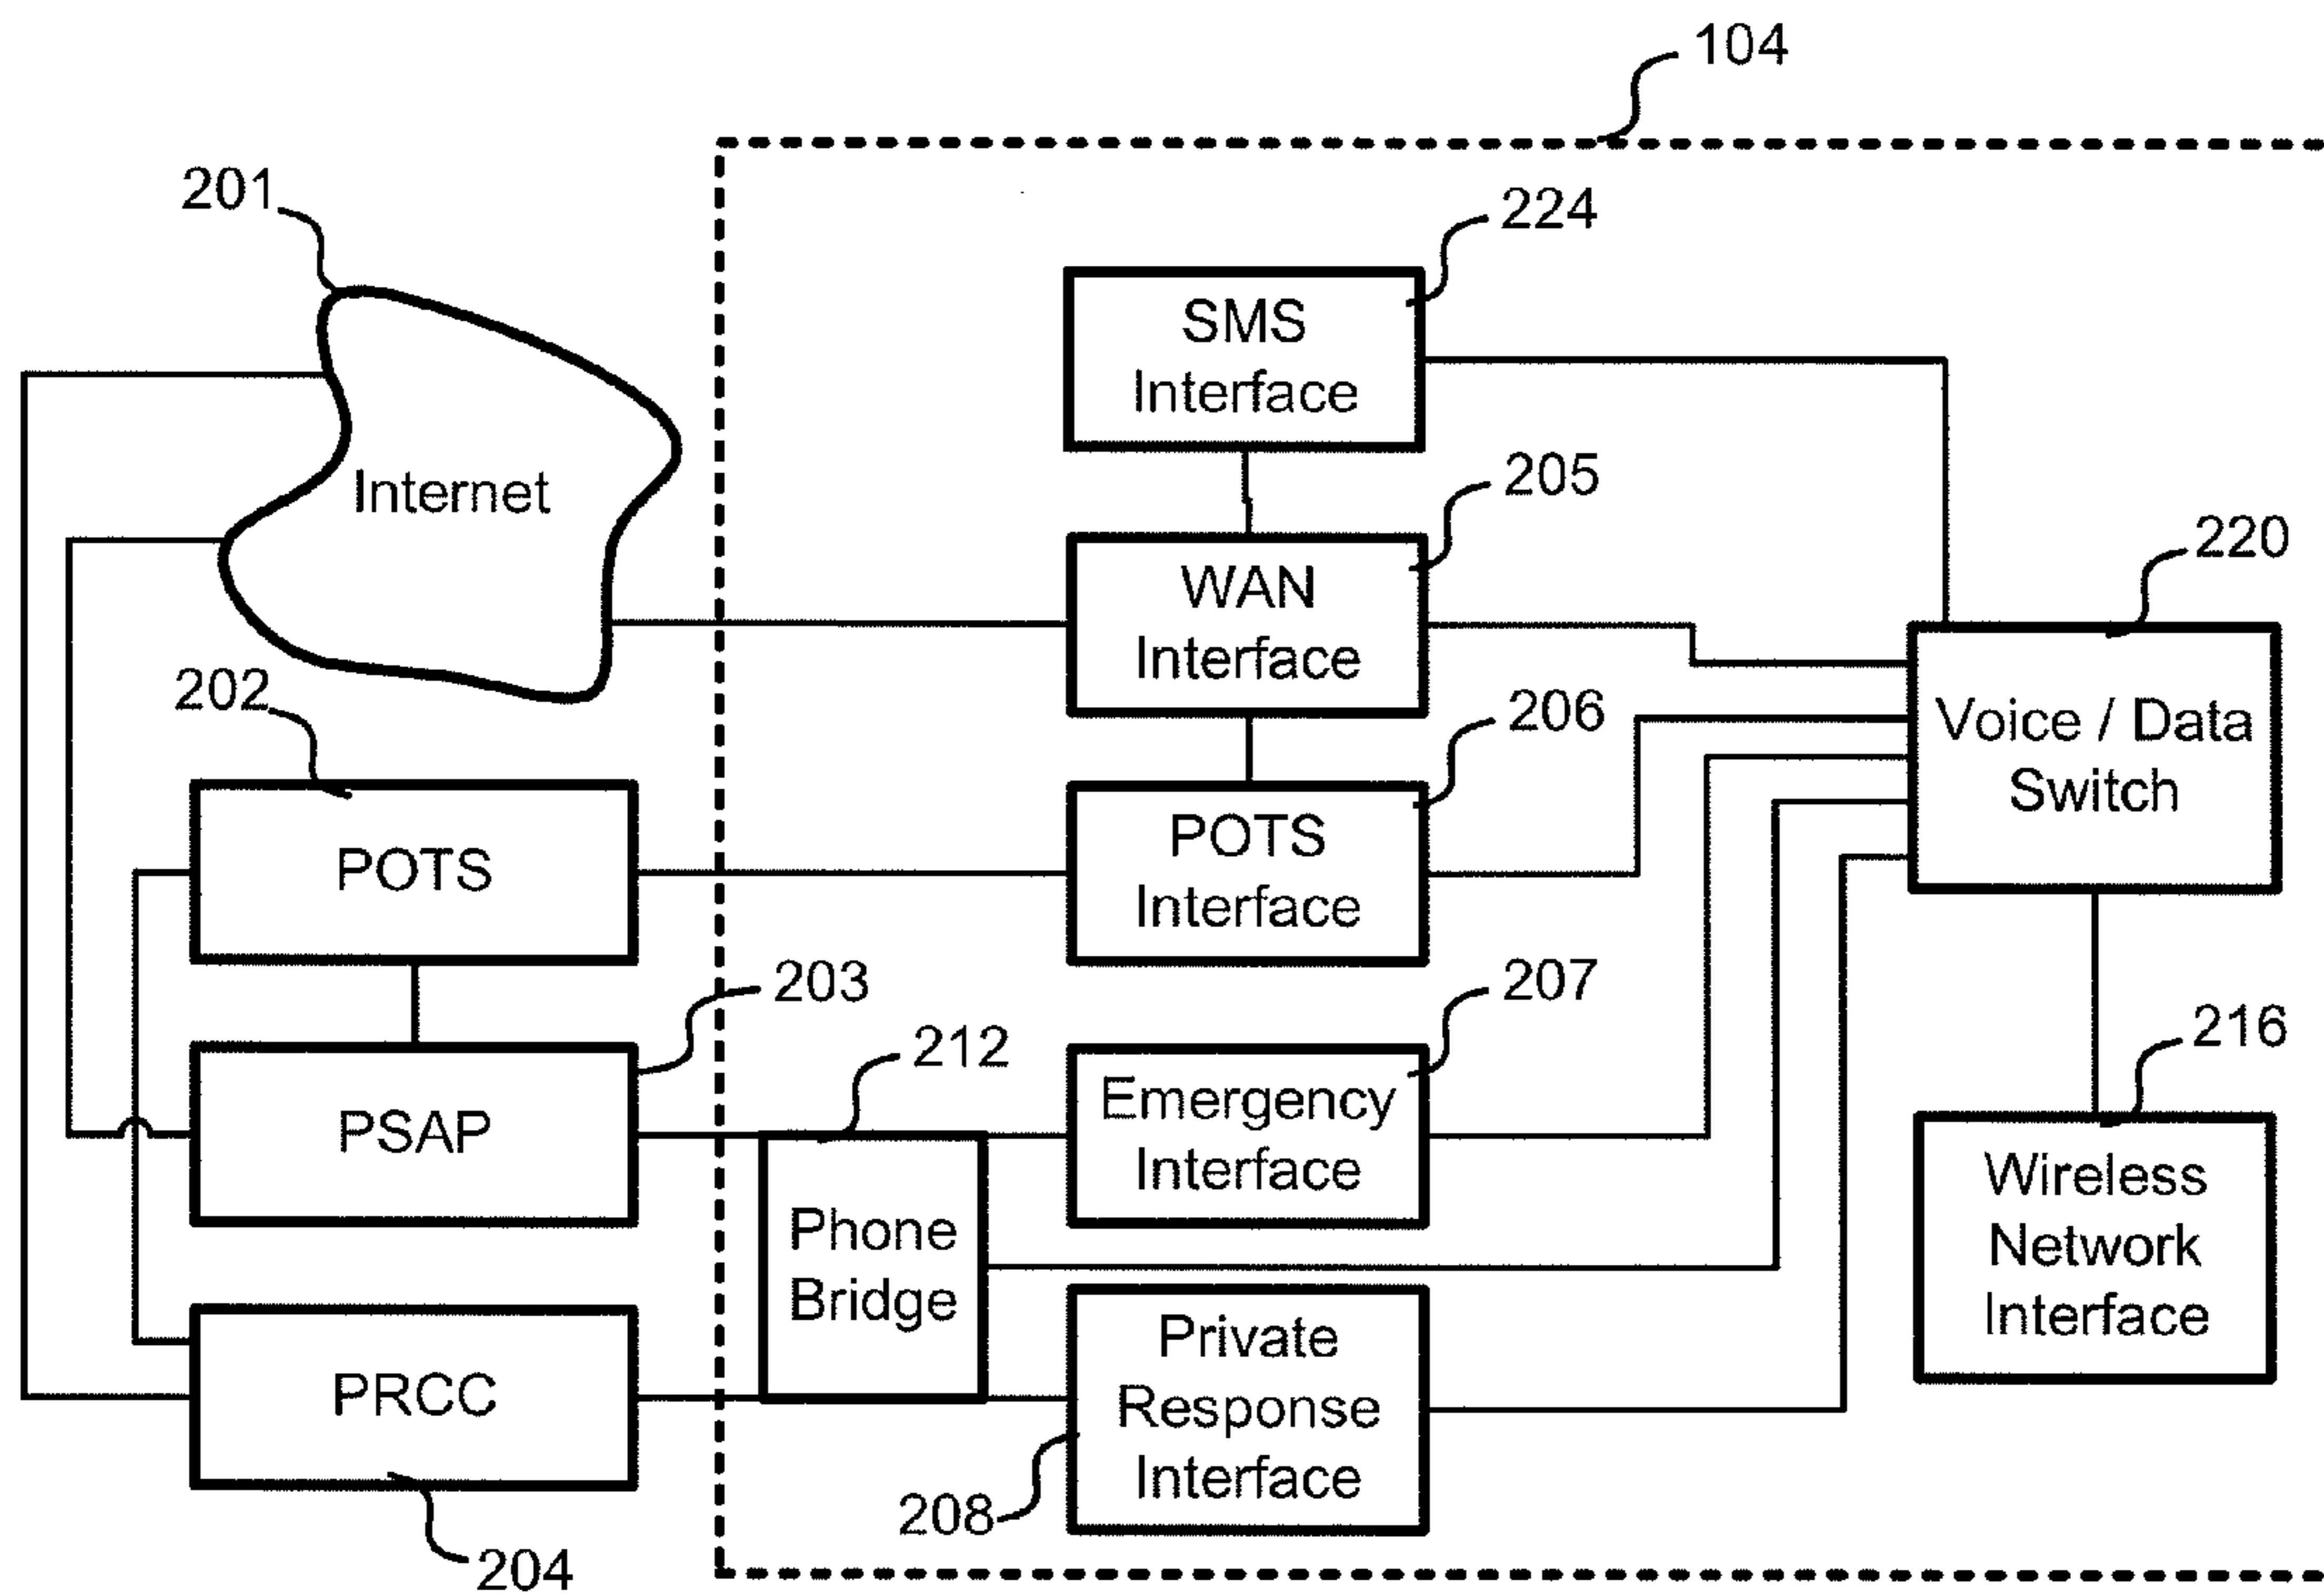 104
201
224
SMS
Interface
205
Internet
WAN
Interface
220
202
206
Voice / Data
Switch
POTS
POTS
Interface
203
207
212
216
PSAP
Emergency
Interface
Phone
Bridge
Wireless
Network
Interface
PRCC
Private
Response
Interface
208
204